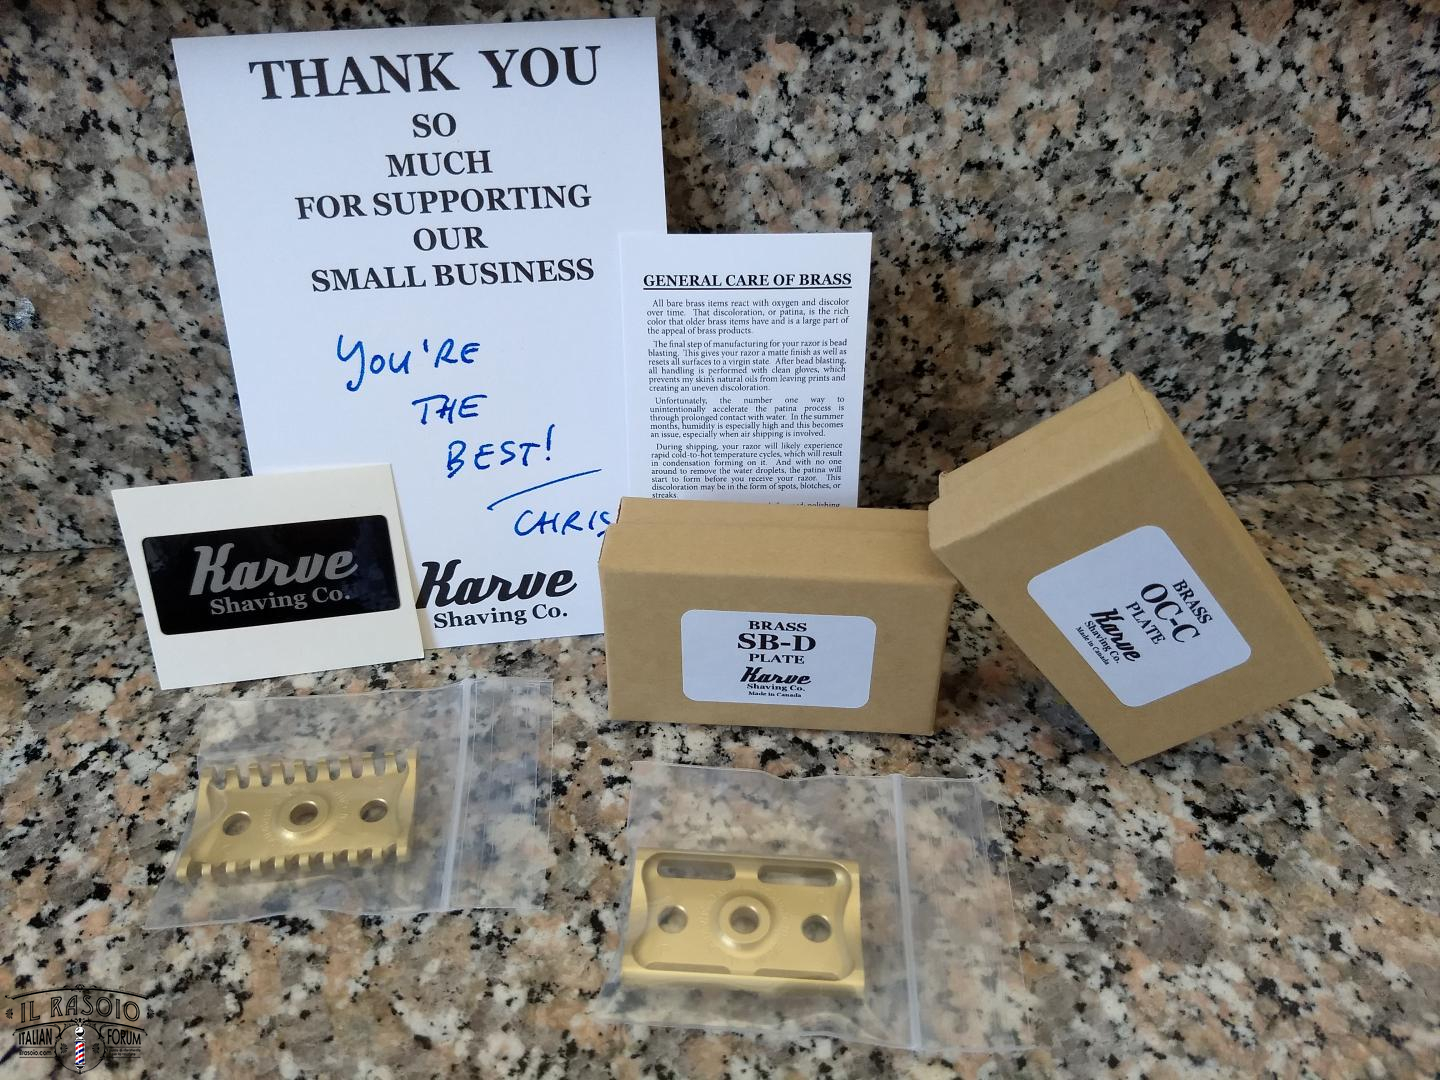 THANK YOU
SO
MUCH
FOR SUPPORTING
OUR
SMALL BUSINESS
YOU'RE
THE
BEST!
CHRIS
Karve
Shaving Co.
Karve
Shaving Co.
GENERAL CARE OF BRASS
All bare brass items react with oxygen and discolor
over time. That discoloration, or patina, is the rich
color that older brass items have and is a large part of
the appeal of brass products.
The final step of manufacturing for your razor is bead
blasting. This gives your razor a matte finish as well as
resets all surfaces to a virgin state. After bead blasting,
all handling is performed with clean gloves, which
prevents my skin's natural oils from leaving prints and
creating an uneven discoloration.
Unfortunately, the number one way to
unintentionally accelerate the patina process is
through prolonged contact with water. In the summer
months, humidity is especially high and this becomes
an issue, especially when air shipping is involved.
During shipping, your razor will likely experience
rapid cold-to-hot temperature cycles, which will result
in condensation forming on it. And with no one
around to remove the water droplets, the patina will
start to form before you receive your razor. This
discoloration may be in the form of spots, blotches, or
streaks.
polishing
BRASS
SB-D
PLATE
Karve
Shaving Co.
Made in Canada
BRASS
OC-C
PLATE
Karve
Shaving Co.
Made in Canada
IL RASOIO
ITALIAN FORUM
ilrasoio.com